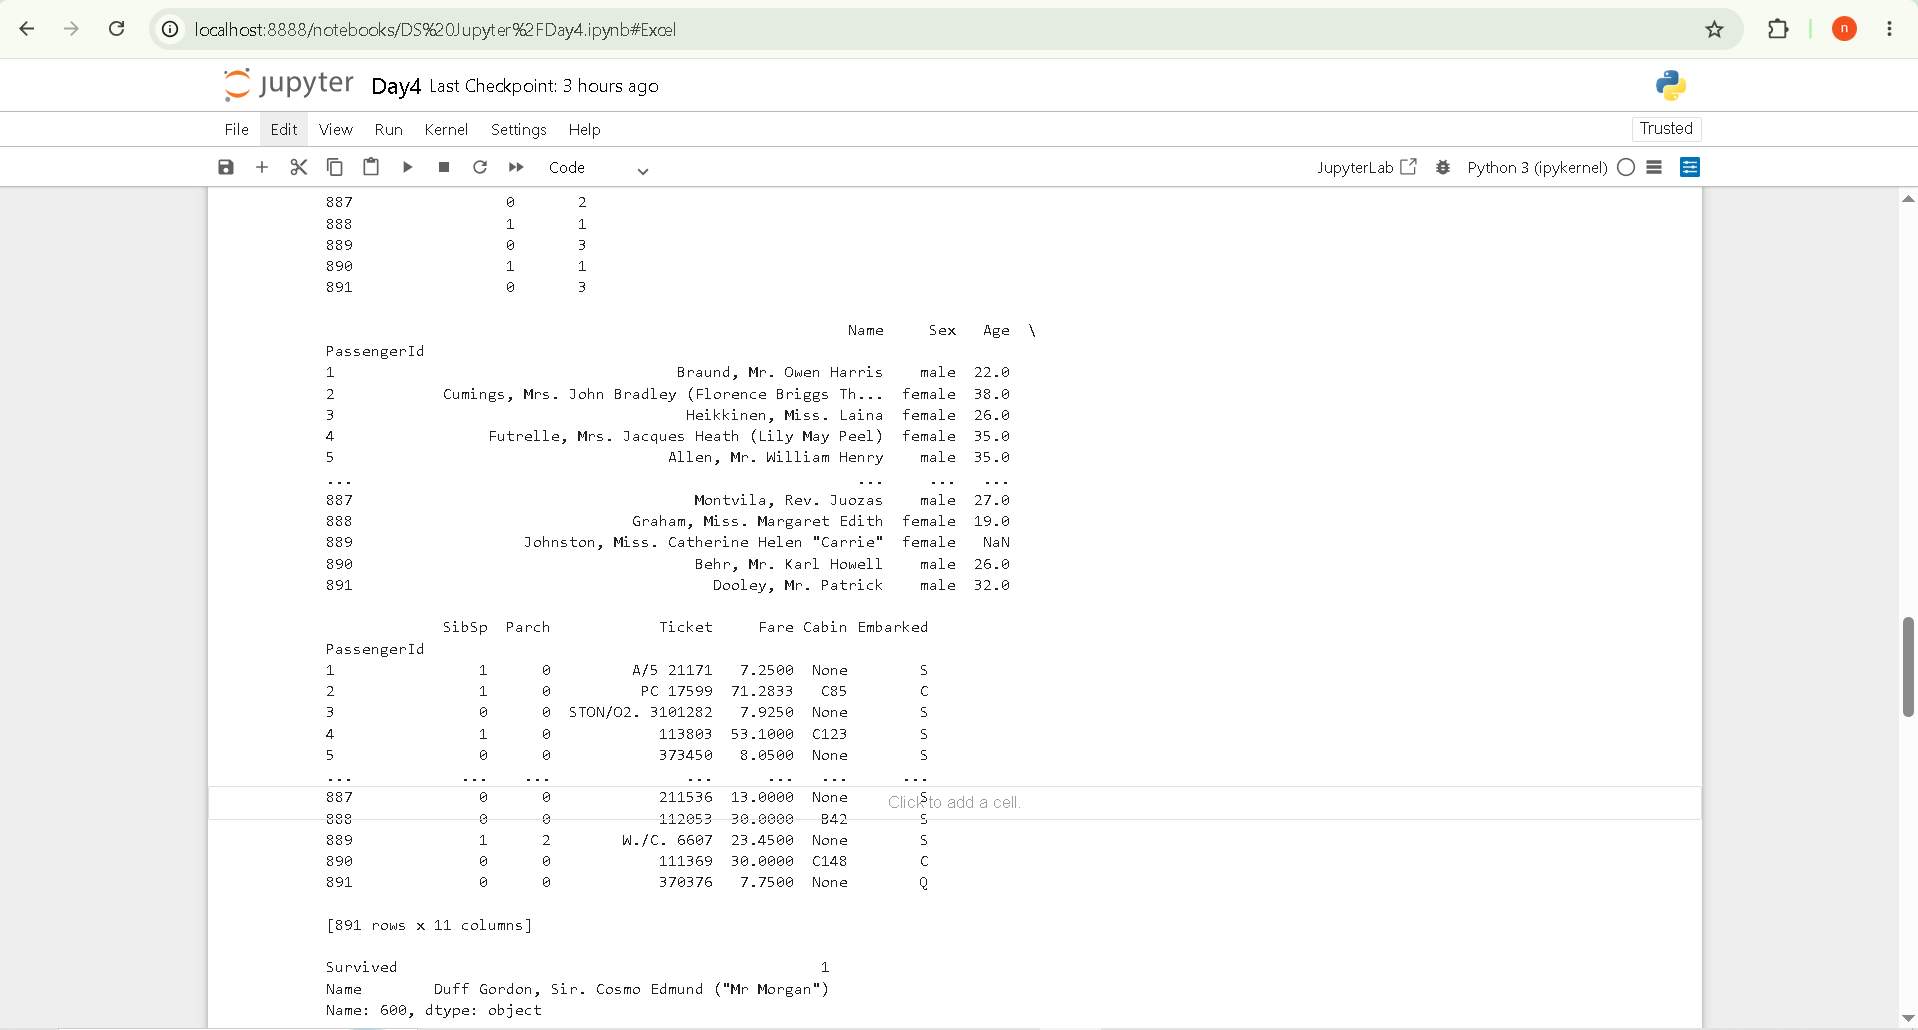 localhost:8888/notebooks/DS%20Jupyter%2FDay4.ipynb#Excel
n
jupyter Day4 Last Checkpoint: 3 hours ago
File Edit View Run Kernel Settings Help Trusted
Code JupyterLab Python 3 (ipykernel)
887 0 2
888 1 1
889 0 3
890 1 1
891 0 3
Name Sex Age \
PassengerId
1 Braund, Mr. Owen Harris male 22.0
2 Cumings, Mrs. John Bradley (Florence Briggs Th... female 38.0
3 Heikkinen, Miss. Laina female 26.0
4 Futrelle, Mrs. Jacques Heath (Lily May Peel) female 35.0
5 Allen, Mr. William Henry male 35.0
... ... ... ...
887 Montvila, Rev. Juozas male 27.0
888 Graham, Miss. Margaret Edith female 19.0
889 Johnston, Miss. Catherine Helen "Carrie" female NaN
890 Behr, Mr. Karl Howell male 26.0
891 Dooley, Mr. Patrick male 32.0
SibSp Parch Ticket Fare Cabin Embarked
PassengerId
1 1 0 A/5 21171 7.2500 None S
2 1 0 PC 17599 71.2833 C85 C
3 0 0 STON/O2. 3101282 7.9250 None S
4 1 0 113803 53.1000 C123 S
5 0 0 373450 8.0500 None S
... ... ... ... ... ... ...
887 0 0 211536 13.0000 None S
Click to add a cell.
888 0 0 112053 30.0000 B42 S
889 1 2 W./C. 6607 23.4500 None S
890 0 0 111369 30.0000 C148 C
891 0 0 370376 7.7500 None Q
[891 rows x 11 columns]
Survived 1
Name Duff Gordon, Sir. Cosmo Edmund ("Mr Morgan")
Name: 600, dtype: object